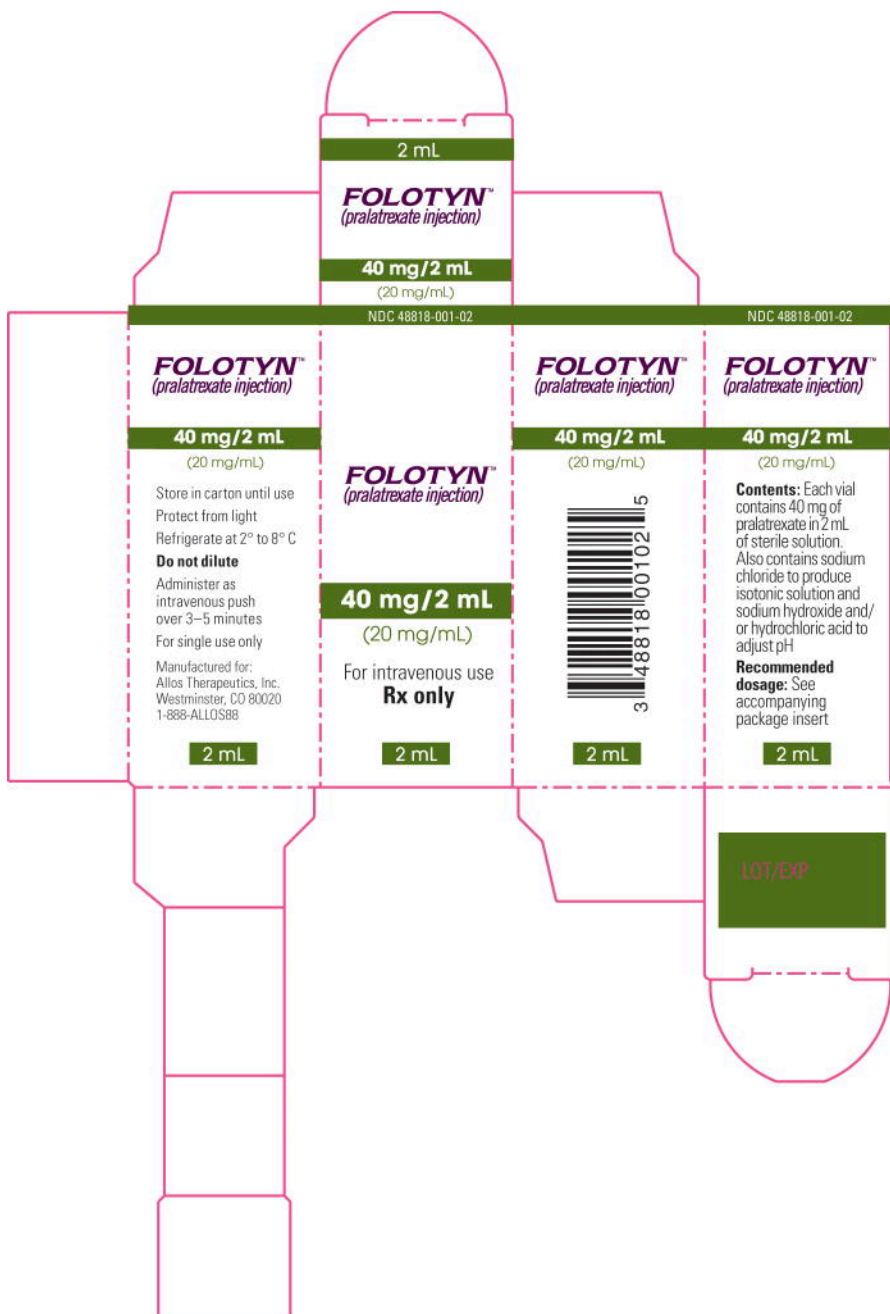 2 mL
FOLOTYN™
(pralatrexate injection)
40 mg/2 mL
(20 mg/mL)
NDC 48818-001-02
NDC 48818-001-02
FOLOTYN™
(pralatrexate injection)
40 mg/2 mL
(20 mg/mL)
Store in carton until use
Protect from light
Refrigerate at 2° to 8° C
Do not dilute
Administer as
intravenous push
over 3–5 minutes
For single use only
Manufactured for:
Allos Therapeutics, Inc.
Westminster, CO 80020
1-888-ALLOS88
2 mL
FOLOTYN™
(pralatrexate injection)
40 mg/2 mL
(20 mg/mL)
For intravenous use
Rx only
2 mL
FOLOTYN™
(pralatrexate injection)
40 mg/2 mL
(20 mg/mL)
3 48818 00102 5
2 mL
FOLOTYN™
(pralatrexate injection)
40 mg/2 mL
(20 mg/mL)
Contents: Each vial
contains 40 mg of
pralatrexate in 2 mL
of sterile solution.
Also contains sodium
chloride to produce
isotonic solution and
sodium hydroxide and/
or hydrochloric acid to
adjust pH
Recommended
dosage: See
accompanying
package insert
2 mL
LOT/EXP